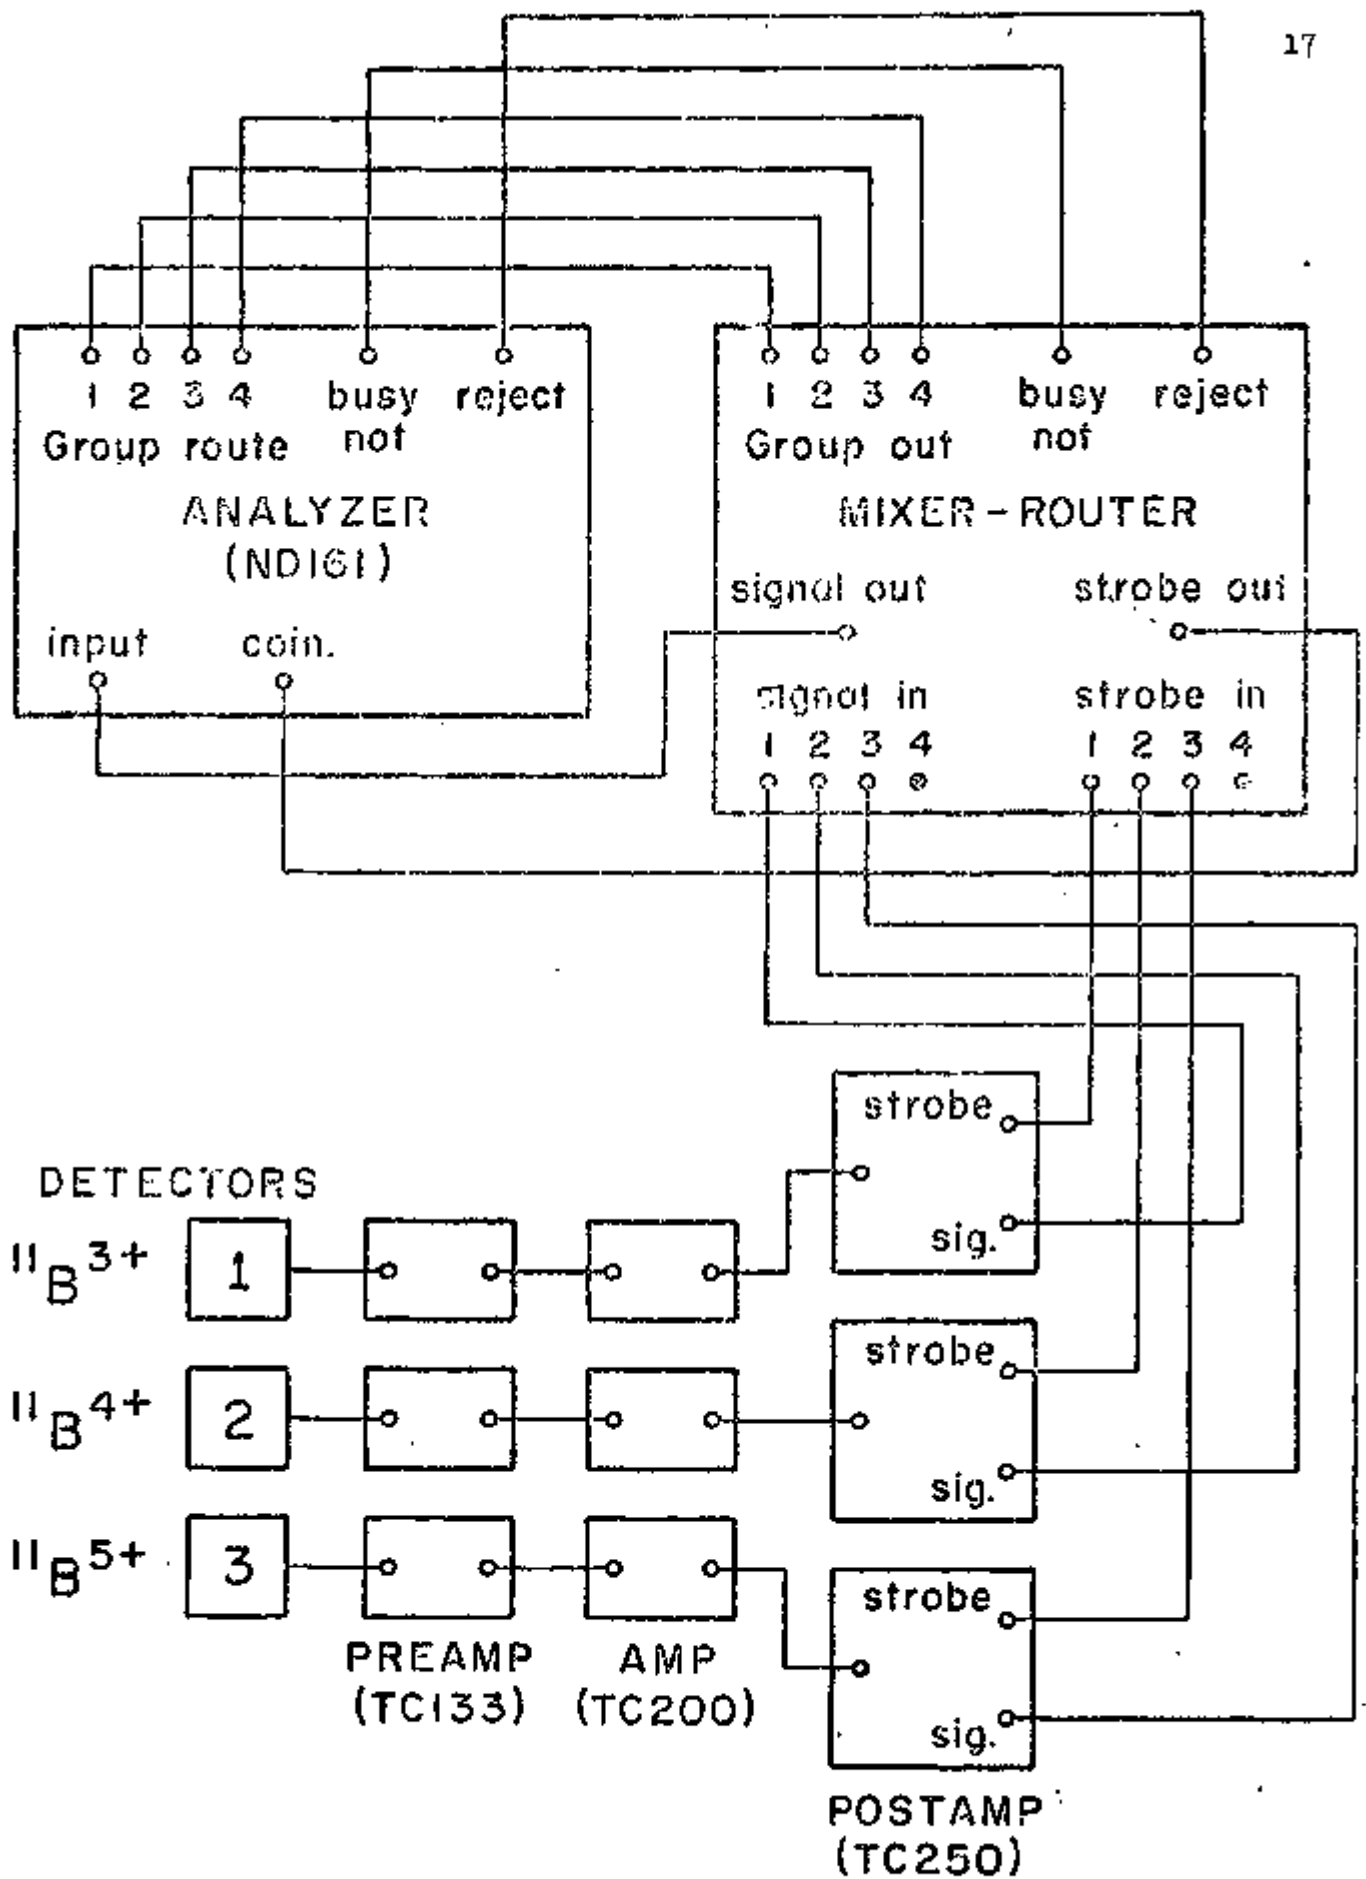 17
1 2 3 4 busy reject
Group route not
ANALYZER
(ND161)
input coin.
1 2 3 4 busy reject
Group out not
MIXER-ROUTER
signal out strobe out
signal in strobe in
1 2 3 4 1 2 3 4
DETECTORS
11B3+ 1
11B4+ 2
11B5+ 3
strobe
sig.
strobe
sig.
strobe
sig.
PREAMP
(TC133)
AMP
(TC200)
POSTAMP
(TC250)